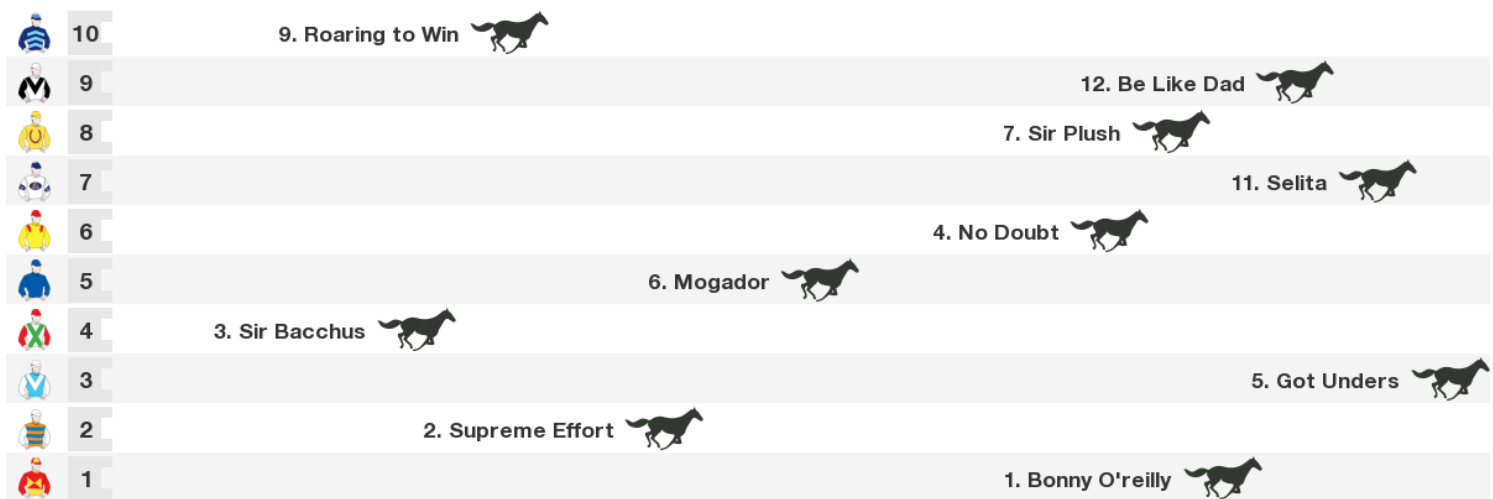 10 9. Roaring to Win
9 12. Be Like Dad
8 7. Sir Plush
7 11. Selita
6 4. No Doubt
5 6. Mogador
4 3. Sir Bacchus
3 5. Got Unders
2 2. Supreme Effort
1 1. Bonny O'reilly